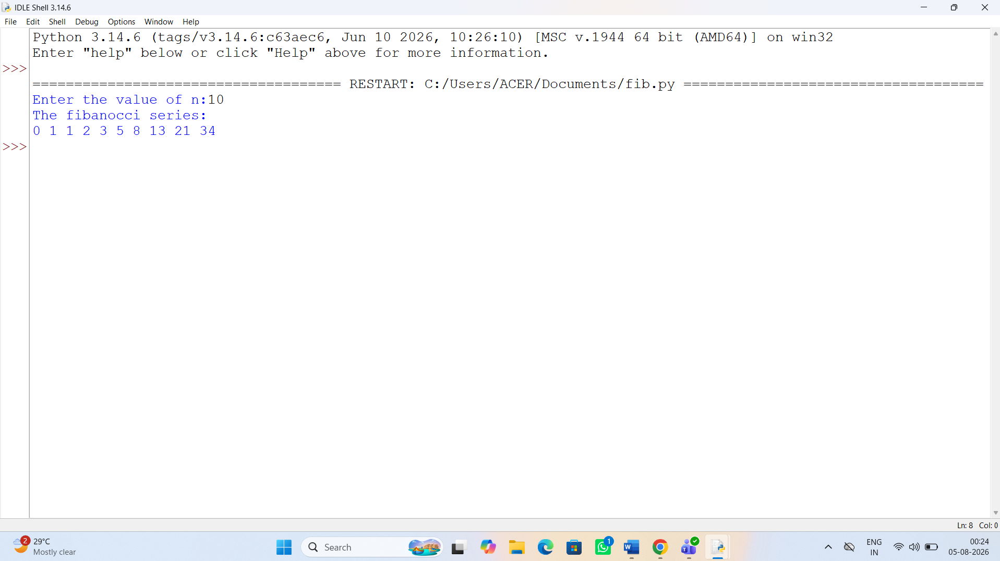 IDLE Shell 3.14.6
File Edit Shell Debug Options Window Help
Python 3.14.6 (tags/v3.14.6:c63aec6, Jun 10 2026, 10:26:10) [MSC v.1944 64 bit (AMD64)] on win32
Enter "help" below or click "Help" above for more information.
>>>
===================================== RESTART: C:/Users/ACER/Documents/fib.py ====================================
Enter the value of n:10
The fibanocci series:
0 1 1 2 3 5 8 13 21 34
>>>
Ln: 8 Col: 0
2 29°C
Mostly clear
Search
1
ENG
IN
00:24
05-08-2026